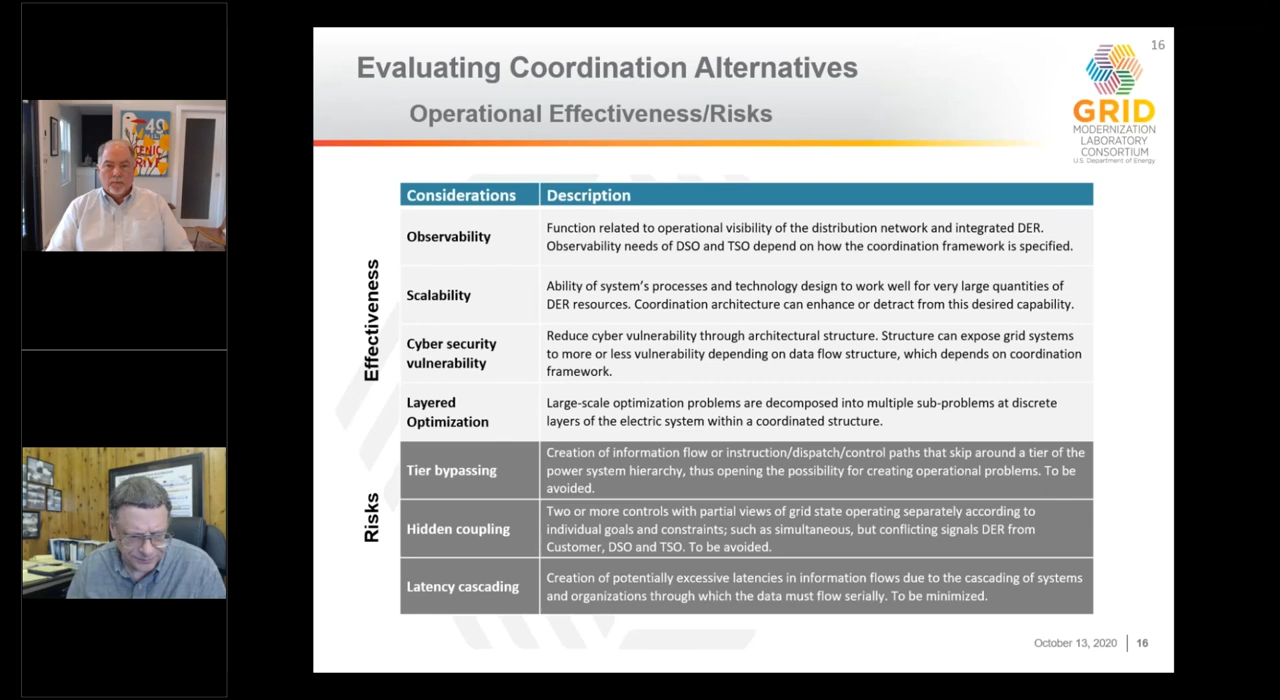 16
Evaluating Coordination Alternatives
Operational Effectiveness/Risks
GRID
MODERNIZATION
LABORATORY
CONSORTIUM
U.S. Department of Energy
49
MILE
SCENIC
DRIVE
Considerations Description
Effectiveness
Observability
Function related to operational visibility of the distribution network and integrated DER.
Observability needs of DSO and TSO depend on how the coordination framework is specified.
Scalability
Ability of system's processes and technology design to work well for very large quantities of
DER resources. Coordination architecture can enhance or detract from this desired capability.
Cyber security
vulnerability
Reduce cyber vulnerability through architectural structure. Structure can expose grid systems
to more or less vulnerability depending on data flow structure, which depends on coordination
framework.
Layered
Optimization
Large-scale optimization problems are decomposed into multiple sub-problems at discrete
layers of the electric system within a coordinated structure.
Risks
Tier bypassing
Creation of information flow or instruction/dispatch/control paths that skip around a tier of the
power system hierarchy, thus opening the possibility for creating operational problems. To be
avoided.
Hidden coupling
Two or more controls with partial views of grid state operating separately according to
individual goals and constraints; such as simultaneous, but conflicting signals DER from
Customer, DSO and TSO. To be avoided.
Latency cascading
Creation of potentially excessive latencies in information flows due to the cascading of systems
and organizations through which the data must flow serially. To be minimized.
October 13, 2020 16